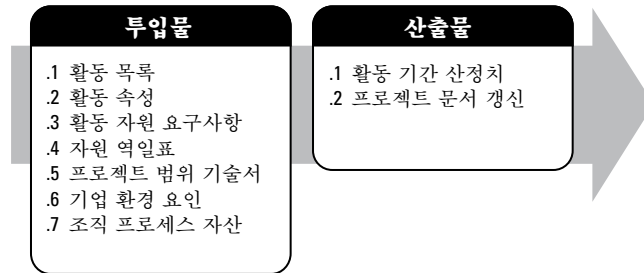 투입물
.1 활동 목록
.2 활동 속성
.3 활동 자원 요구사항
.4 자원 역일표
.5 프로젝트 범위 기술서
.6 기업 환경 요인
.7 조직 프로세스 자산
산출물
.1 활동 기간 산정치
.2 프로젝트 문서 갱신